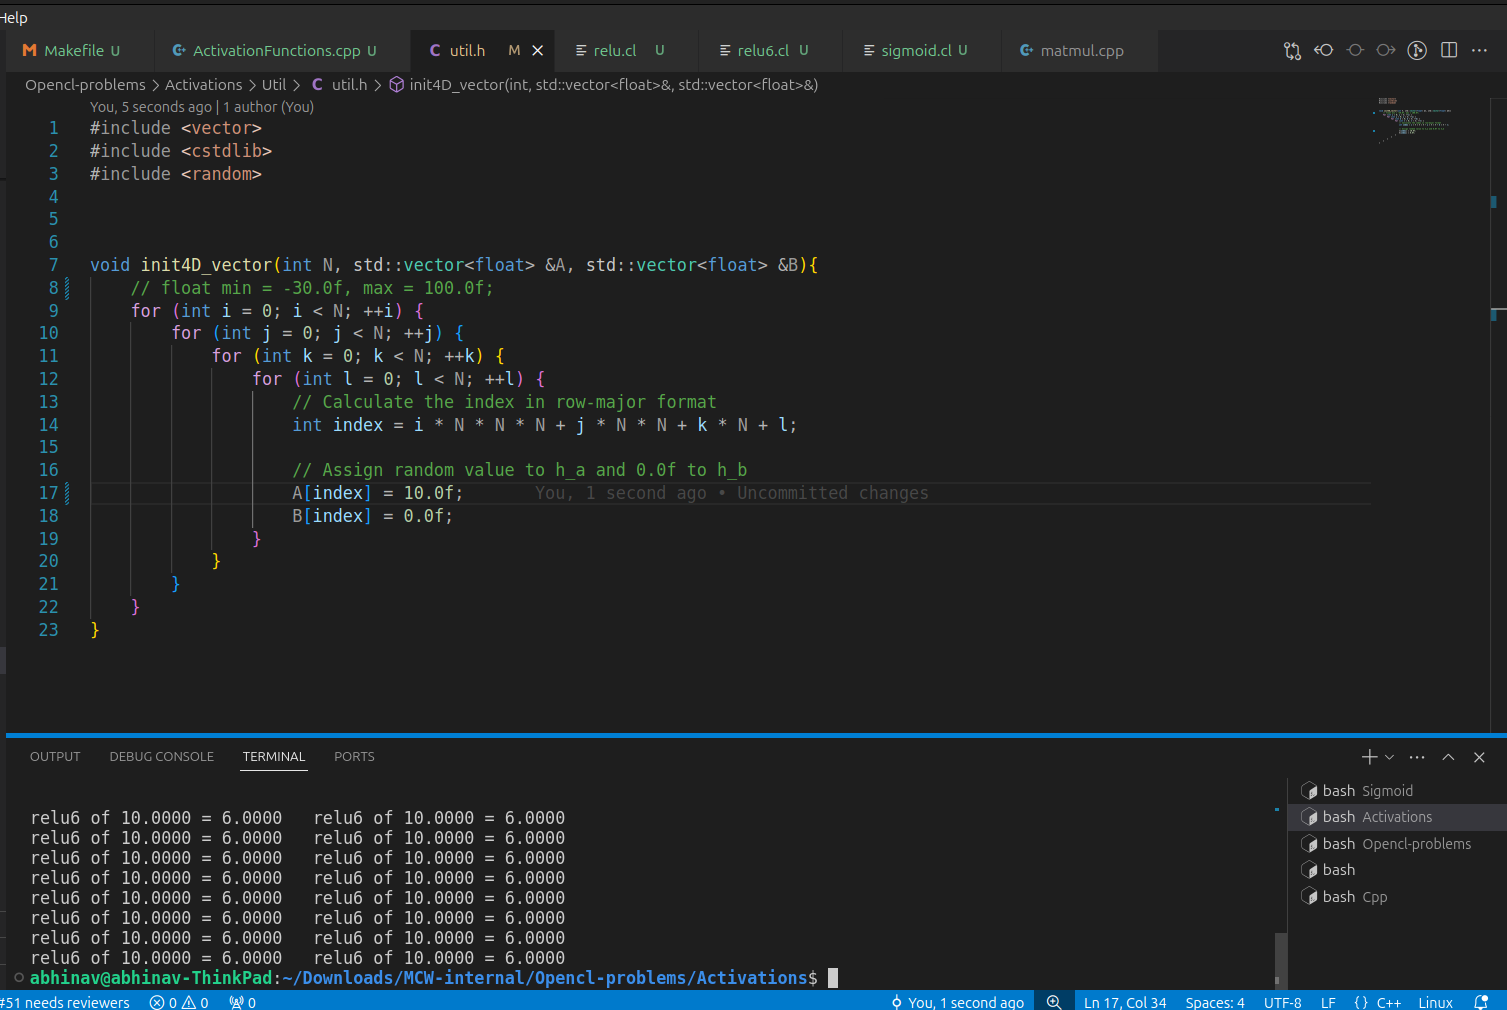 Help
Makefile U ActivationFunctions.cpp U util.h M relu.cl U relu6.cl U sigmoid.cl U matmul.cpp
Opencl-problems > Activations > Util > C util.h > init4D_vector(int, std::vector<float>&, std::vector<float>&)
You, 5 seconds ago | 1 author (You)
1 #include <vector>
2 #include <cstdlib>
3 #include <random>
4
5
6
7 void init4D_vector(int N, std::vector<float> &A, std::vector<float> &B){
8 // float min = -30.0f, max = 100.0f;
9 for (int i = 0; i < N; ++i) {
10 for (int j = 0; j < N; ++j) {
11 for (int k = 0; k < N; ++k) {
12 for (int l = 0; l < N; ++l) {
13 // Calculate the index in row-major format
14 int index = i * N * N * N + j * N * N + k * N + l;
15
16 // Assign random value to h_a and 0.0f to h_b
17 A[index] = 10.0f; You, 1 second ago • Uncommitted changes
18 B[index] = 0.0f;
19 }
20 }
21 }
22 }
23 }
OUTPUT DEBUG CONSOLE TERMINAL PORTS
relu6 of 10.0000 = 6.0000 relu6 of 10.0000 = 6.0000
relu6 of 10.0000 = 6.0000 relu6 of 10.0000 = 6.0000
relu6 of 10.0000 = 6.0000 relu6 of 10.0000 = 6.0000
relu6 of 10.0000 = 6.0000 relu6 of 10.0000 = 6.0000
relu6 of 10.0000 = 6.0000 relu6 of 10.0000 = 6.0000
relu6 of 10.0000 = 6.0000 relu6 of 10.0000 = 6.0000
relu6 of 10.0000 = 6.0000 relu6 of 10.0000 = 6.0000
relu6 of 10.0000 = 6.0000 relu6 of 10.0000 = 6.0000
abhinav@abhinav-ThinkPad:~/Downloads/MCW-internal/Opencl-problems/Activations$
bash Sigmoid
bash Activations
bash Opencl-problems
bash
bash Cpp
#51 needs reviewers 0 0 0 You, 1 second ago Ln 17, Col 34 Spaces: 4 UTF-8 LF {} C++ Linux